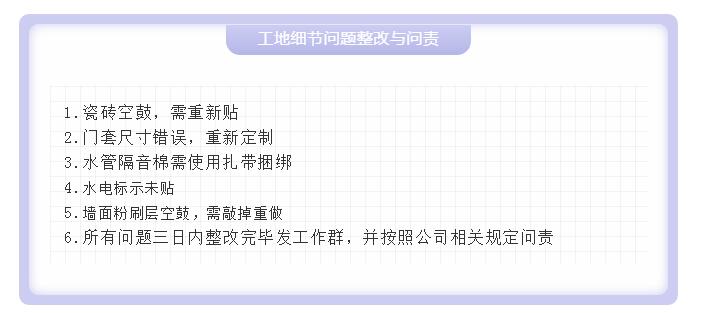 工地细节问题整改与问责
1.瓷砖空鼓，需重新贴
2.门套尺寸错误，重新定制
3.水管隔音棉需使用扎带捆绑
4.水电标示未贴
5.墙面粉刷层空鼓，需敲掉重做
6.所有问题三日内整改完毕发工作群，并按照公司相关规定问责